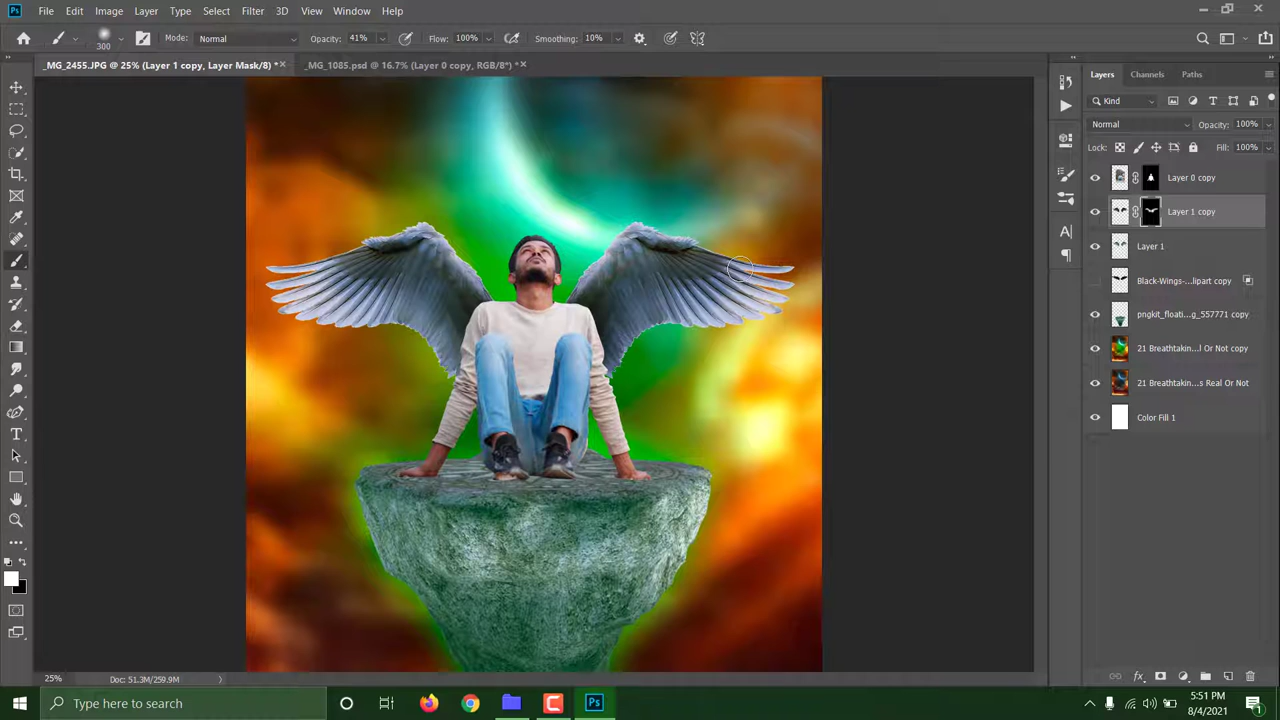 Ps File Edit Image Layer Type Select Filter 3D View Window Help
300 Mode: Normal Opacity: 41% Flow: 100% Smoothing: 10%
_MG_2455.JPG @ 25% (Layer 1 copy, Layer Mask/8) * × _MG_1085.psd @ 16.7% (Layer 0 copy, RGB/8*) * ×
Layers Channels Paths
Kind
Normal Opacity: 100%
Lock: Fill: 100%
Layer 0 copy
Layer 1 copy
Layer 1
Black-Wings-...lipart copy
pngkit_floati..._557771 copy
21 Breathtakin...l Or Not copy
21 Breathtakin...s Real Or Not
Color Fill 1
25% Doc: 51.3M/259.9M
Type here to search
Ps
5:51 PM
8/4/2021
1